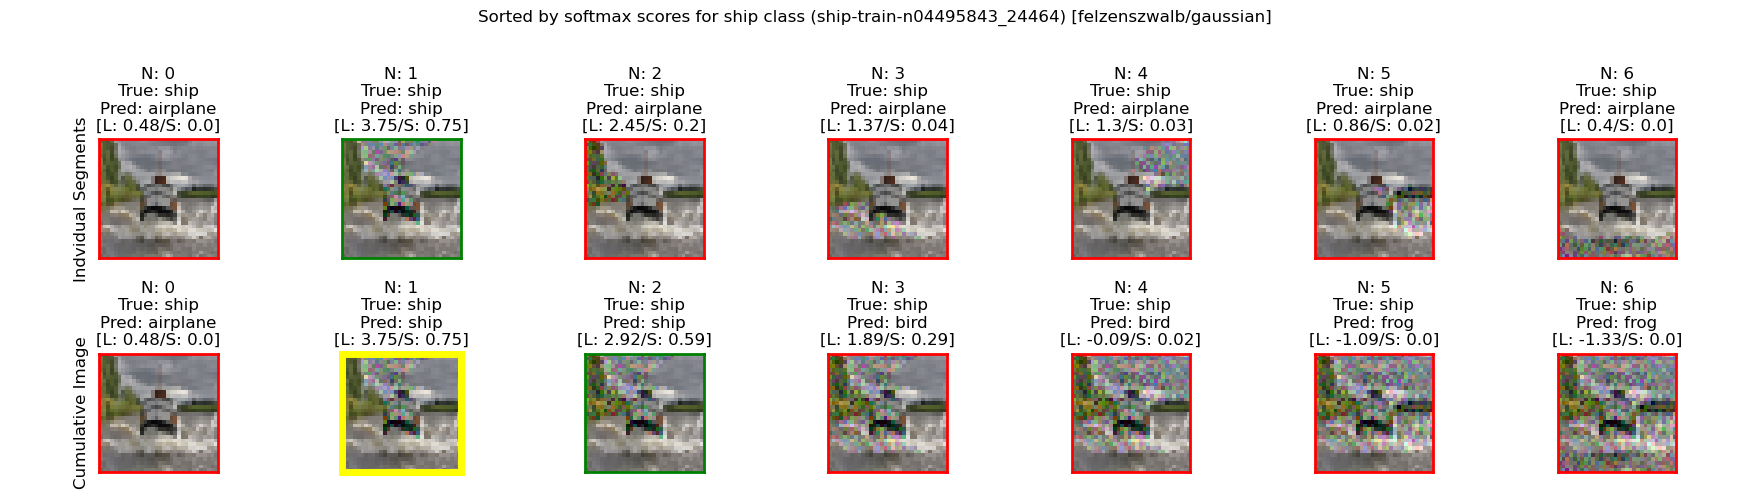 Sorted by softmax scores for ship class (ship-train-n04495843_24464) [felzenszwalb/gaussian]
Indvidual Segments
N: 0
True: ship
Pred: airplane
[L: 0.48/S: 0.0]
N: 1
True: ship
Pred: ship
[L: 3.75/S: 0.75]
N: 2
True: ship
Pred: airplane
[L: 2.45/S: 0.2]
N: 3
True: ship
Pred: airplane
[L: 1.37/S: 0.04]
N: 4
True: ship
Pred: airplane
[L: 1.3/S: 0.03]
N: 5
True: ship
Pred: airplane
[L: 0.86/S: 0.02]
N: 6
True: ship
Pred: airplane
[L: 0.4/S: 0.0]
Cumulative Image
N: 0
True: ship
Pred: airplane
[L: 0.48/S: 0.0]
N: 1
True: ship
Pred: ship
[L: 3.75/S: 0.75]
N: 2
True: ship
Pred: ship
[L: 2.92/S: 0.59]
N: 3
True: ship
Pred: bird
[L: 1.89/S: 0.29]
N: 4
True: ship
Pred: bird
[L: -0.09/S: 0.02]
N: 5
True: ship
Pred: frog
[L: -1.09/S: 0.0]
N: 6
True: ship
Pred: frog
[L: -1.33/S: 0.0]